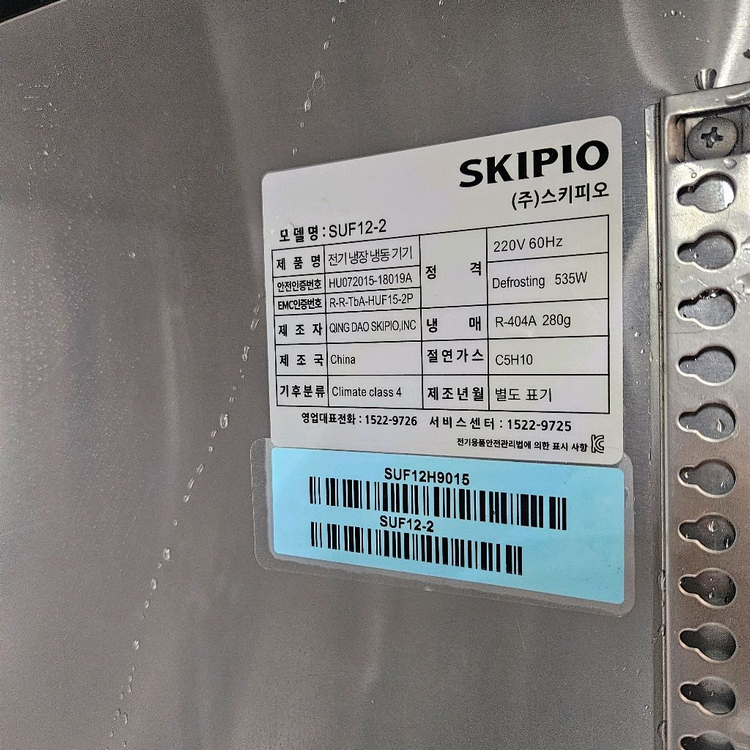 SKIPIO
(주)스키피오
모델명 : SUF12-2
제품명 전기 냉장 냉동 기기 정격 220V 60Hz
안전인증번호 HU072015-18019A Defrosting 535W
EMC인증번호 R-R-TbA-HUF15-2P
제조자 QING DAO SKIPIO,INC 냉매 R-404A 280g
제조국 China 절연가스 C5H10
기후분류 Climate class 4 제조년월 별도 표기
영업대표전화 : 1522-9726 서비스센터 : 1522-9725
전기용품안전관리법에 의한 표시 사항
SUF12H9015
SUF12-2